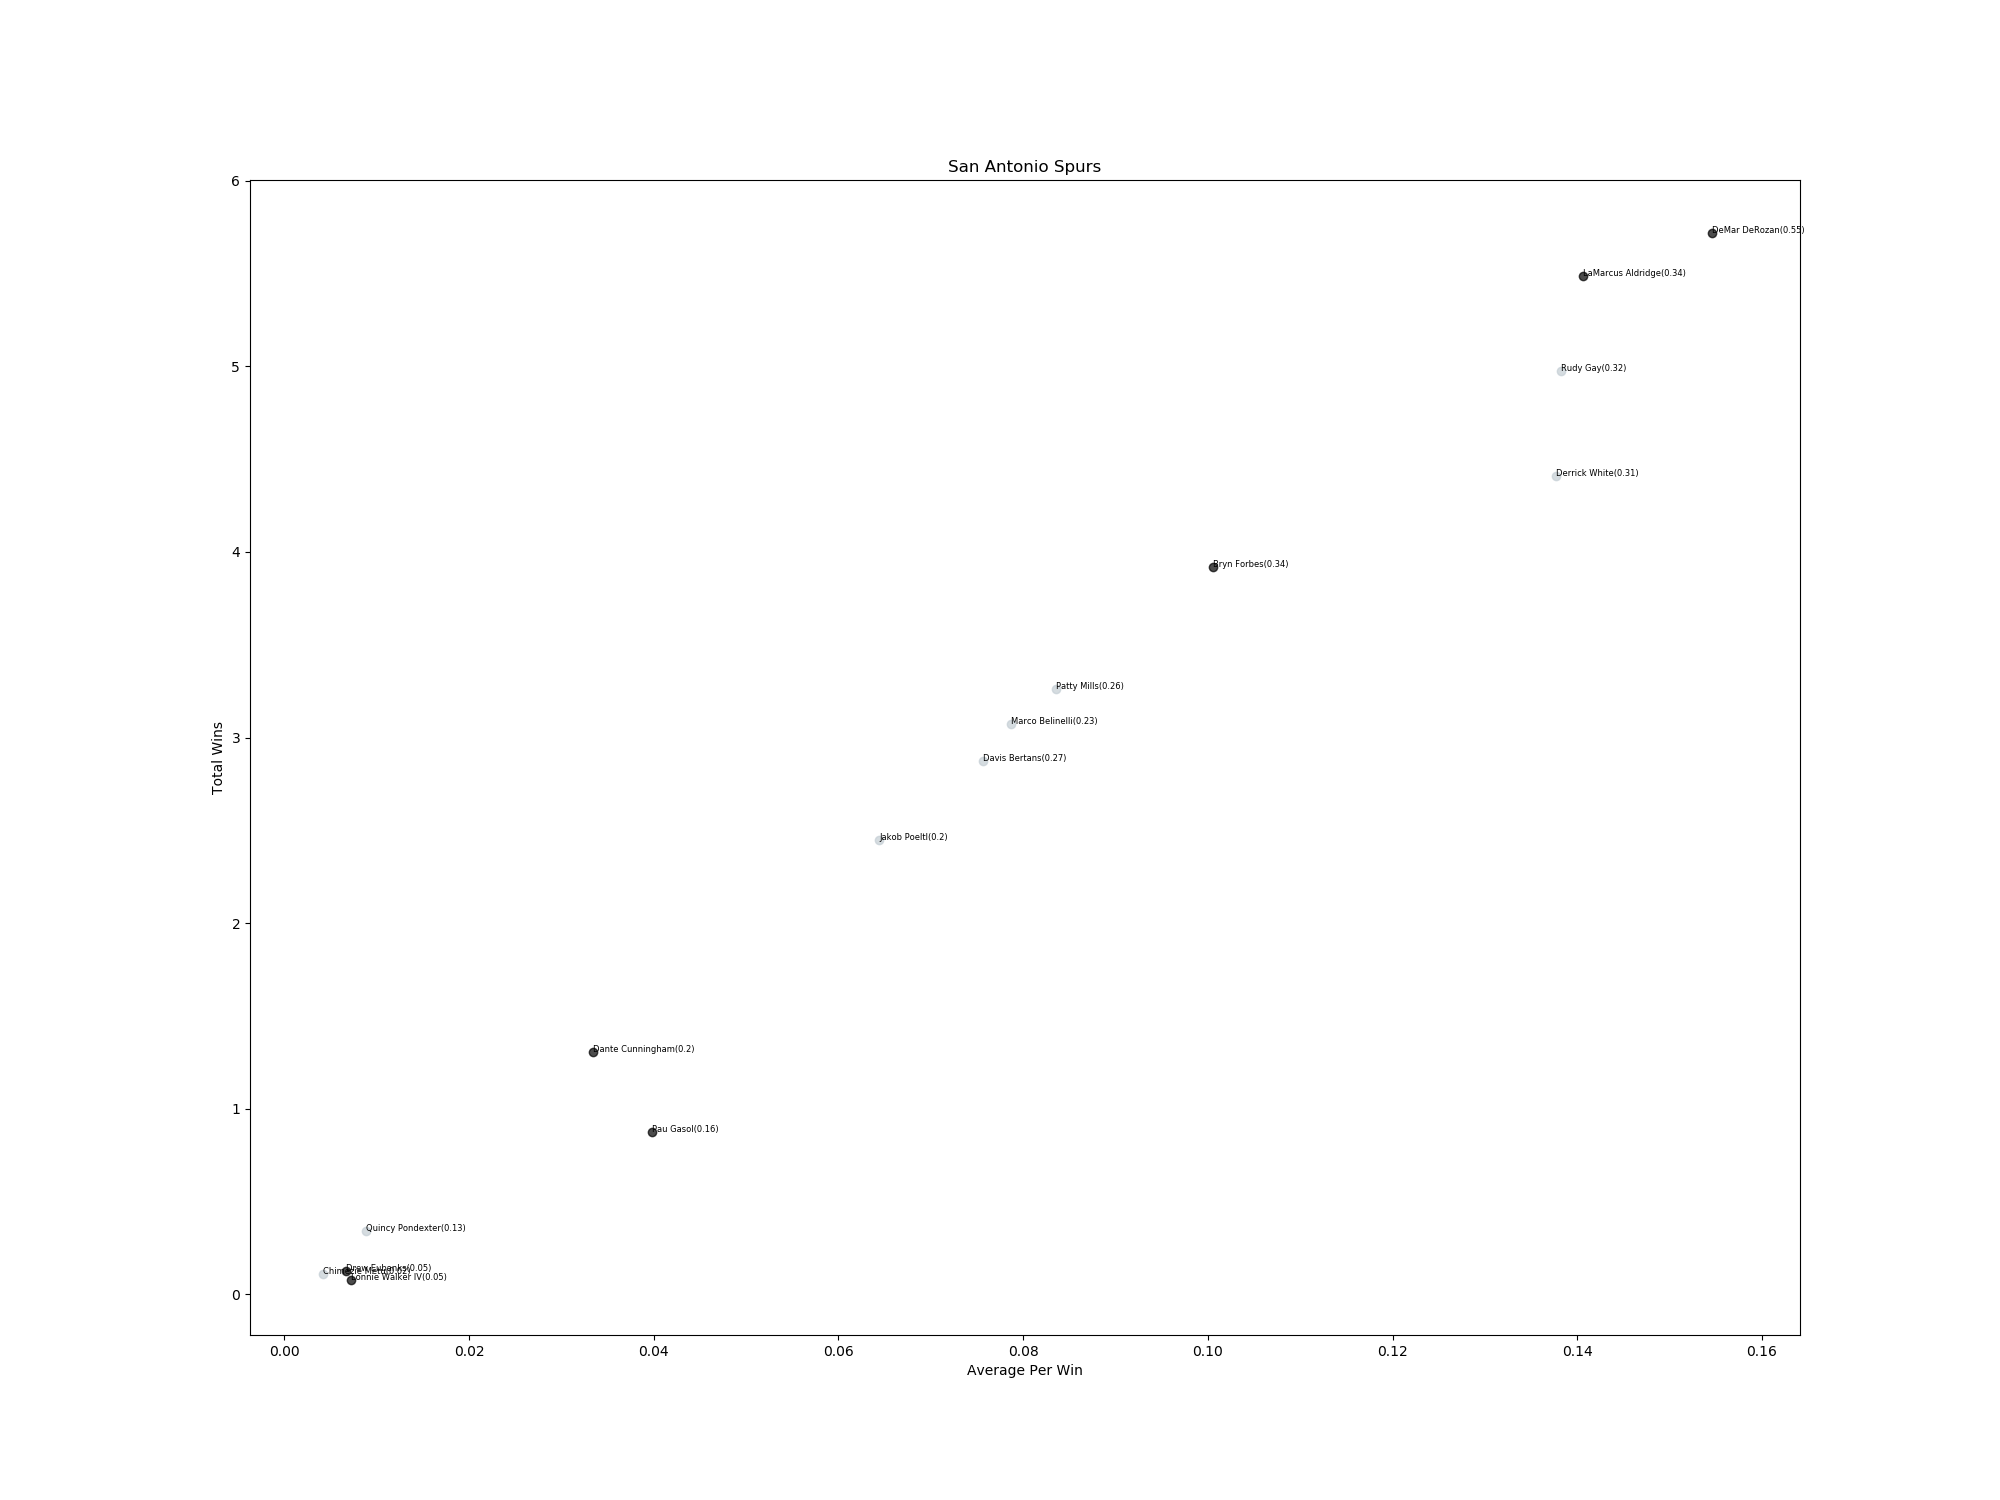 San Antonio Spurs
6
DeMar DeRozan(0.55)
LaMarcus Aldridge(0.34)
5
Rudy Gay(0.32)
Derrick White(0.31)
4
Bryn Forbes(0.34)
Patty Mills(0.26)
Marco Belinelli(0.23)
3
Total Wins
Davis Bertans(0.27)
Jakob Poeltl(0.2)
2
Dante Cunningham(0.2)
1
Pau Gasol(0.16)
Quincy Pondexter(0.13)
Drew Eubanks(0.05)
Chimezie Metu(0.02)
Lonnie Walker IV(0.05)
0
0.00 0.02 0.04 0.06 0.08 0.10 0.12 0.14 0.16
Average Per Win